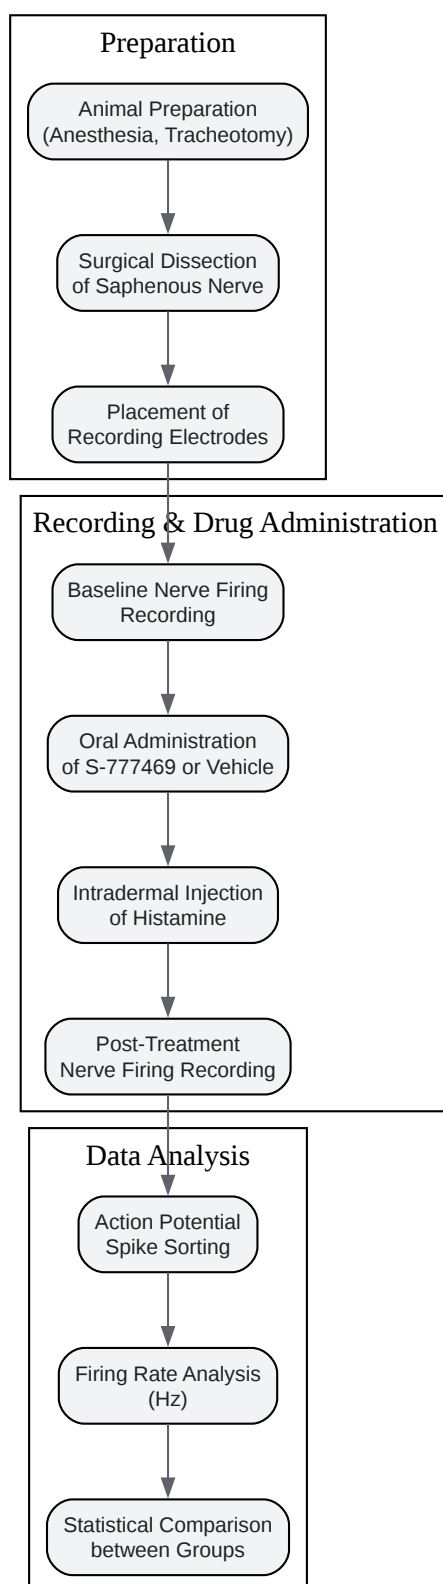 Preparation
Animal Preparation
(Anesthesia, Tracheotomy)
Surgical Dissection
of Saphenous Nerve
Placement of
Recording Electrodes
Recording & Drug Administration
Baseline Nerve Firing
Recording
Oral Administration
of S-777469 or Vehicle
Intradermal Injection
of Histamine
Post-Treatment
Nerve Firing Recording
Data Analysis
Action Potential
Spike Sorting
Firing Rate Analysis
(Hz)
Statistical Comparison
between Groups